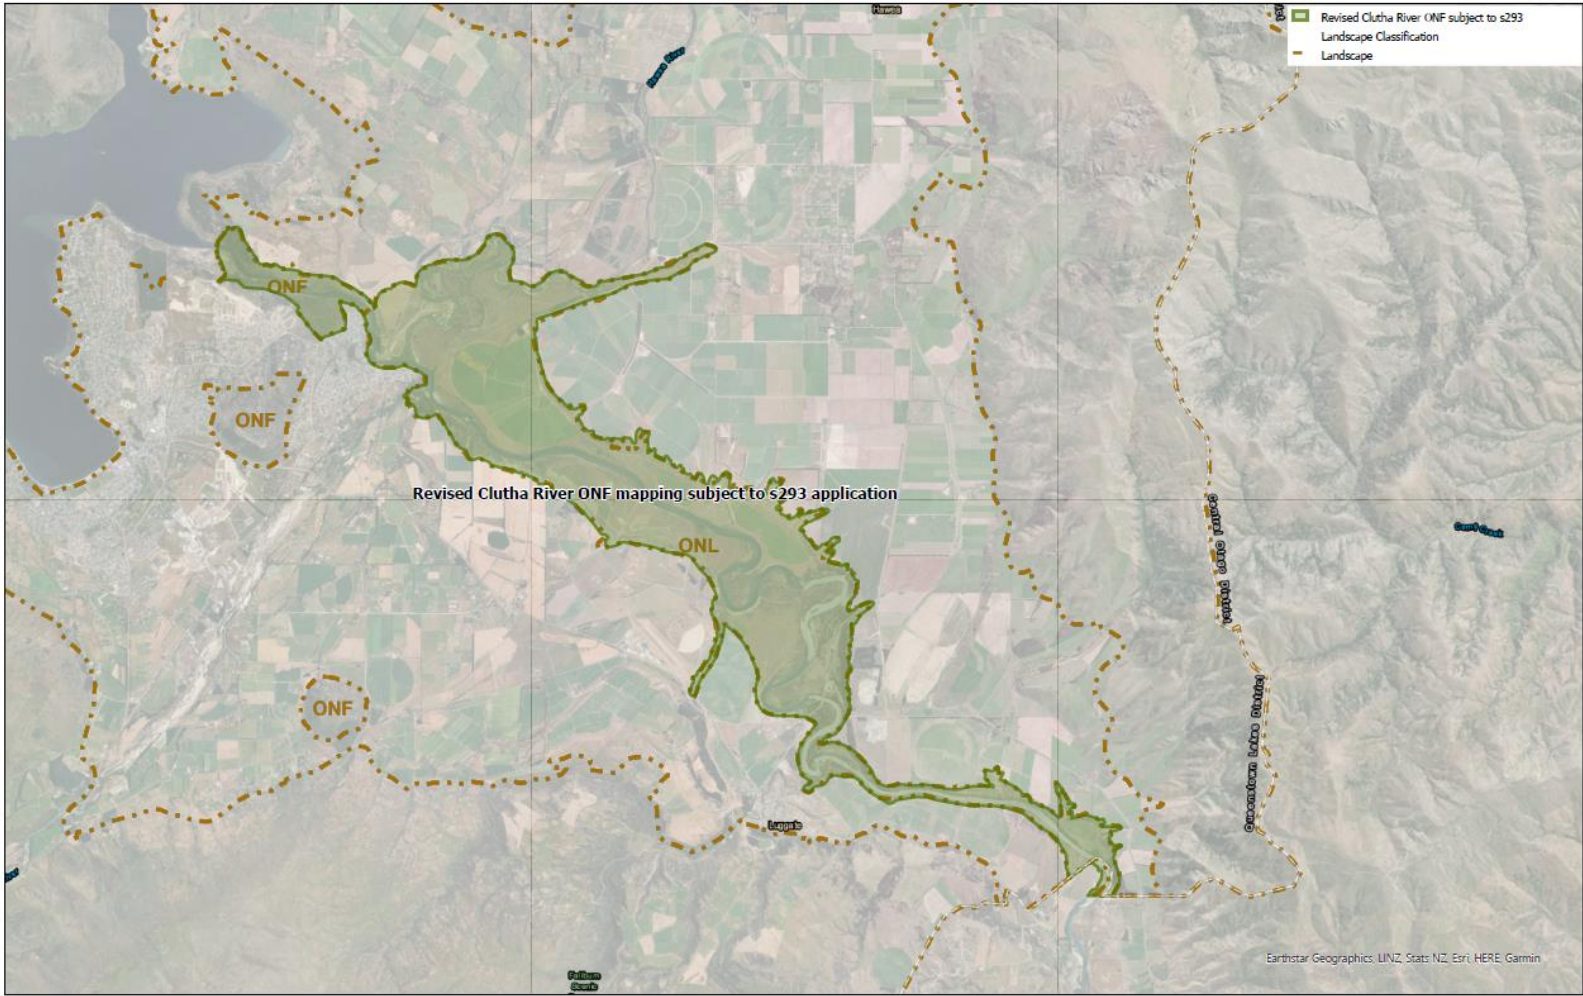 Hawea
Revised Clutha River ONF subject to s293
Landscape Classification
Landscape
Hawea River
ONF
ONF
Revised Clutha River ONF mapping subject to s293 application
Central Otago District
ONL
ONF
Queenstown Lakes District
Luggate
Earthstar Geographics, LINZ, Stats NZ, Esri, HERE, Garmin